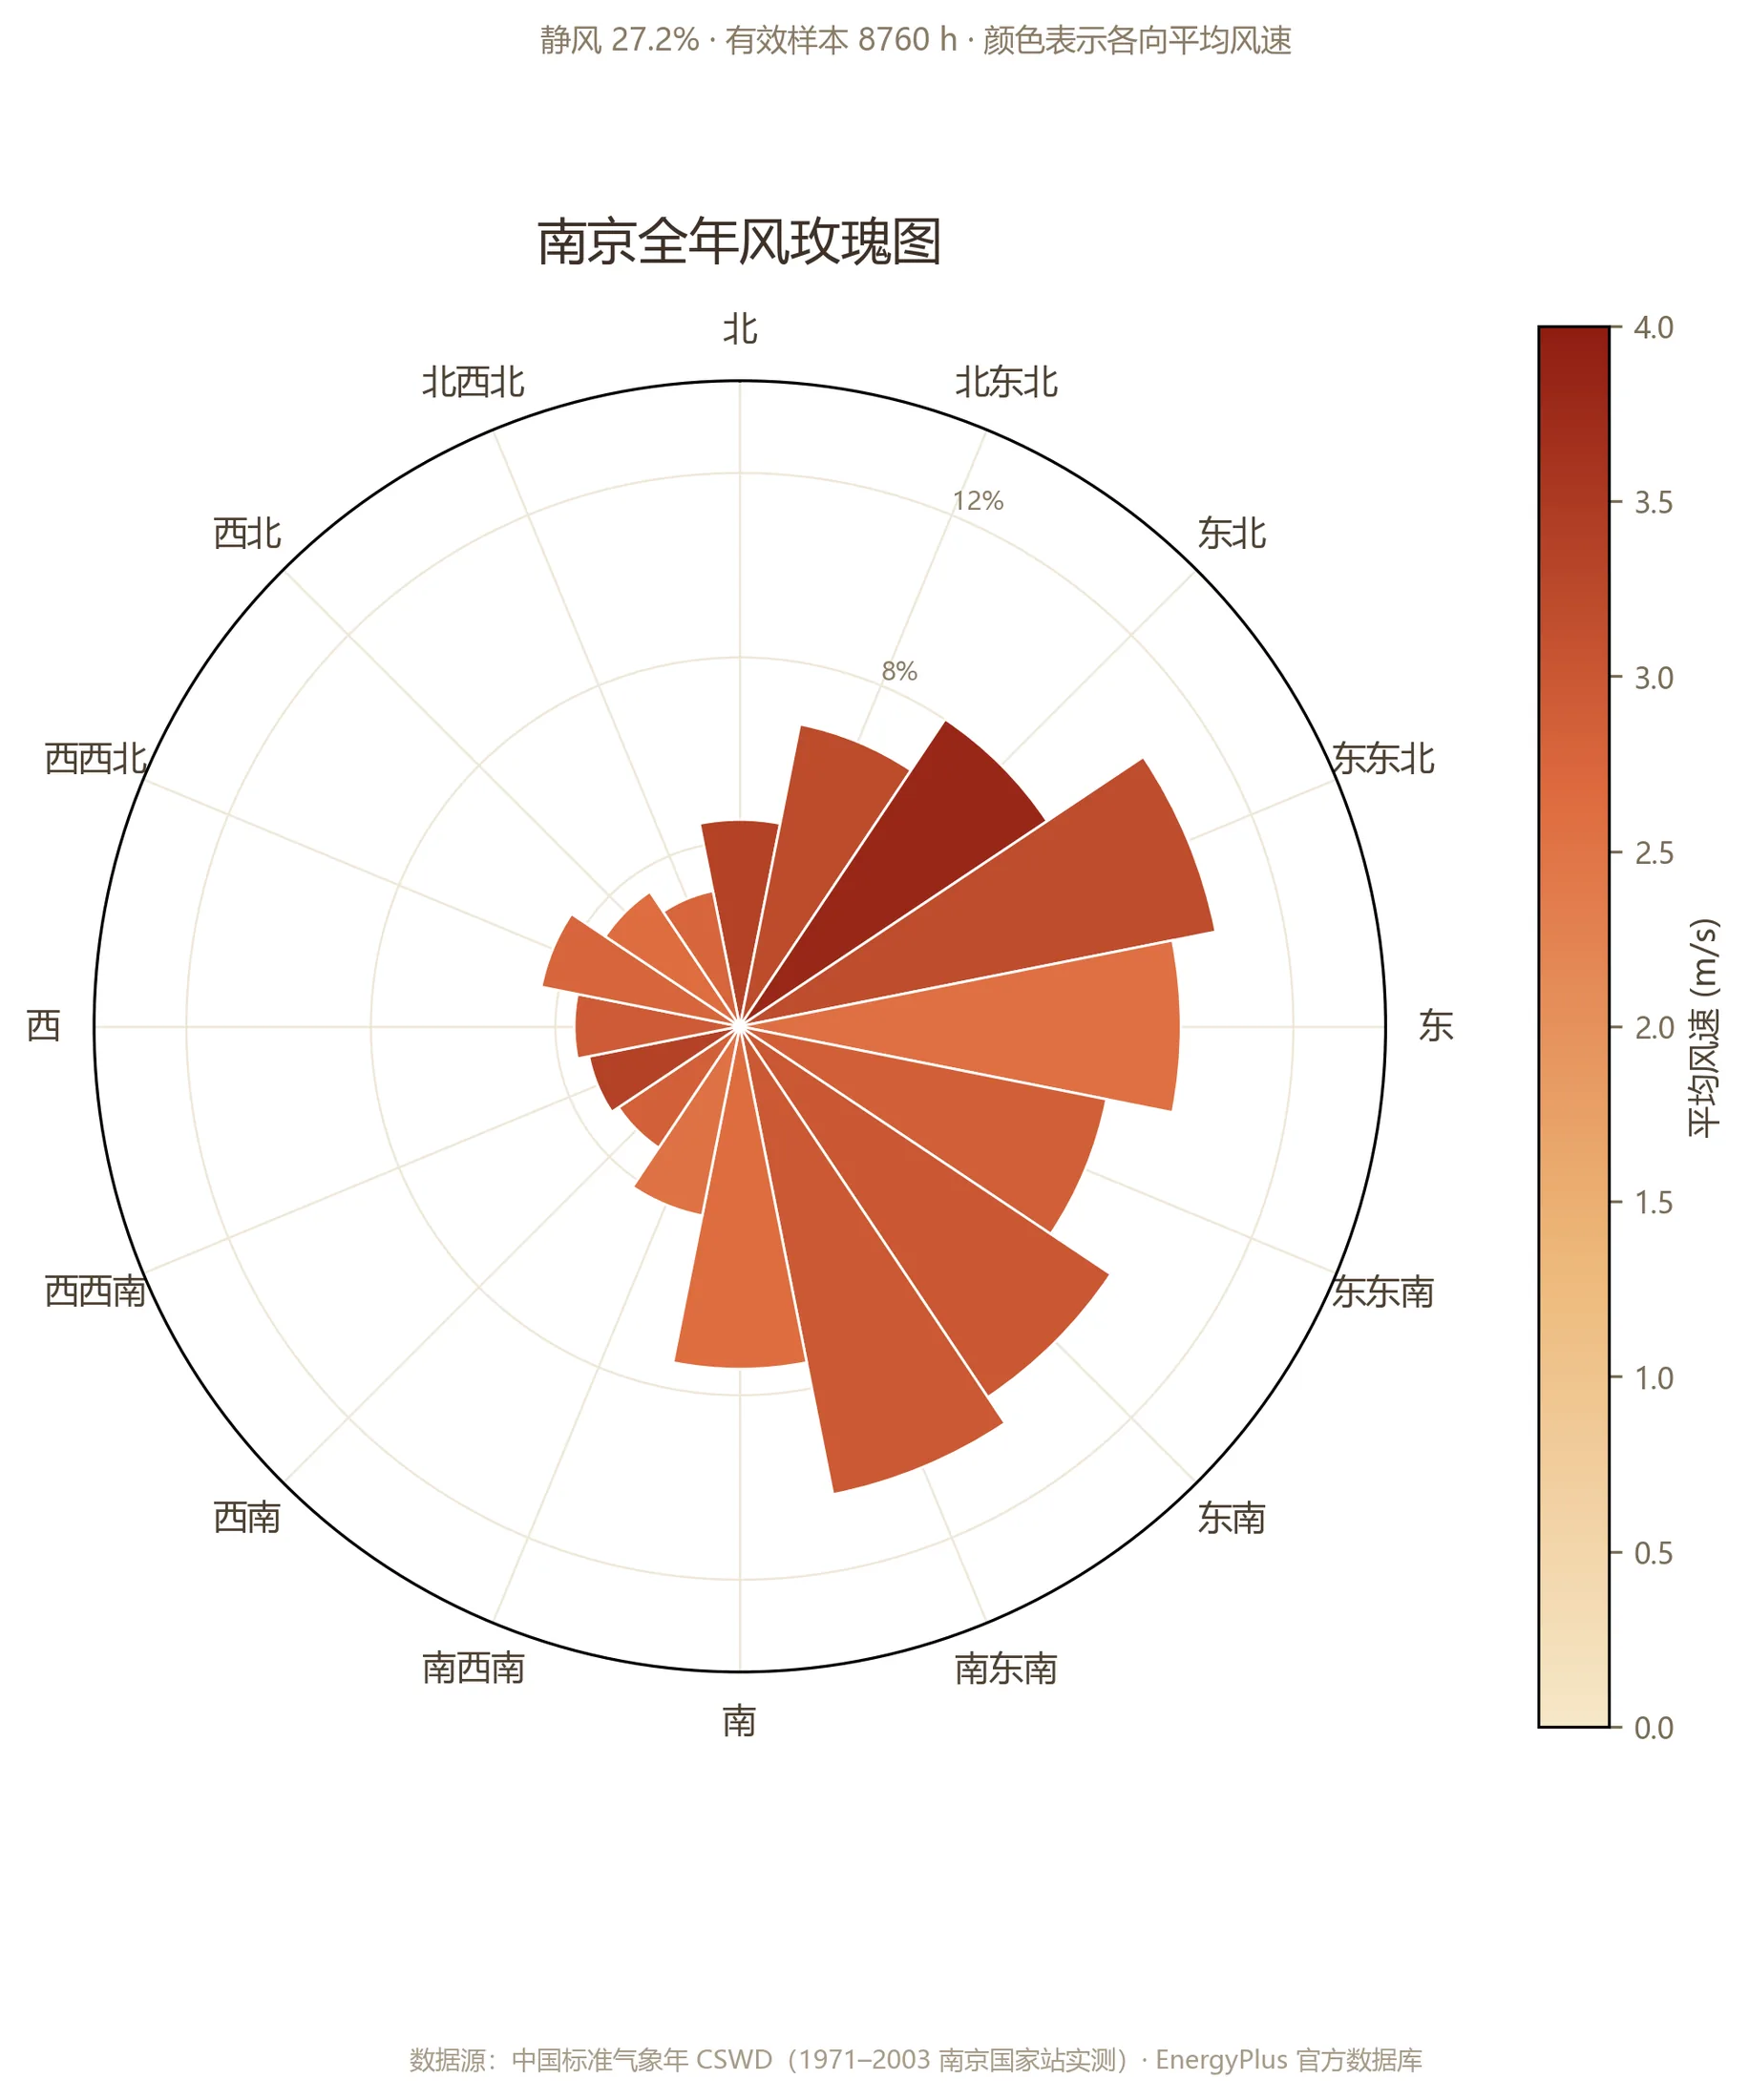 静风 27.2% · 有效样本 8760 h · 颜色表示各向平均风速
南京全年风玫瑰图
北
北西北
北东北
12%
西北
东北
8%
西西北
东东北
西
东
西西南
东东南
西南
东南
南西南
南东南
南
4.0
3.5
3.0
2.5
2.0
1.5
1.0
0.5
0.0
平均风速 (m/s)
数据源：中国标准气象年 CSWD（1971–2003 南京国家站实测）· EnergyPlus 官方数据库